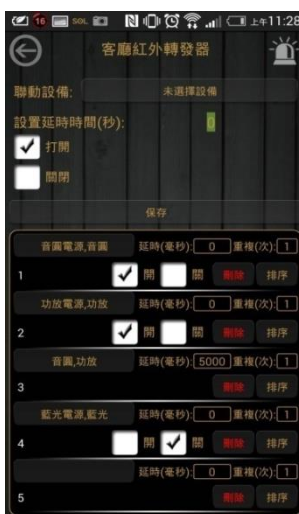 16 SOL 上午11:28
客廳紅外轉發器
聯動設備: 未選擇設備
設置延時時間(秒): 0
打開
關閉
保存
音圓電源,音圓 延時(毫秒): 0 重複(次): 1
1 開 關 刪除 排序
功放電源,功放 延時(毫秒): 0 重複(次): 1
2 開 關 刪除 排序
音圓,功放 延時(毫秒): 5000 重複(次): 1
3 刪除 排序
藍光電源,藍光 延時(毫秒): 0 重複(次): 1
4 開 關 刪除 排序
延時(毫秒): 0 重複(次): 1
5 刪除 排序